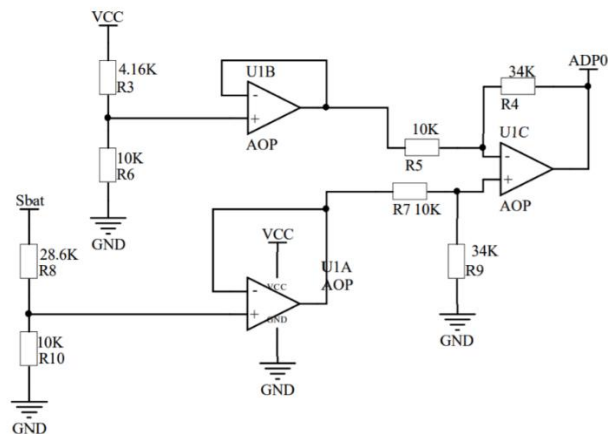 VCC
4.16K
R3
10K
R6
GND
U1B
-
+
AOP
34K
R4
ADP0
10K
R5
U1C
-
+
AOP
R7 10K
34K
R9
GND
Sbat
28.6K
R8
10K
R10
GND
VCC
U1A
AOP
VCC
-
+
GND
GND